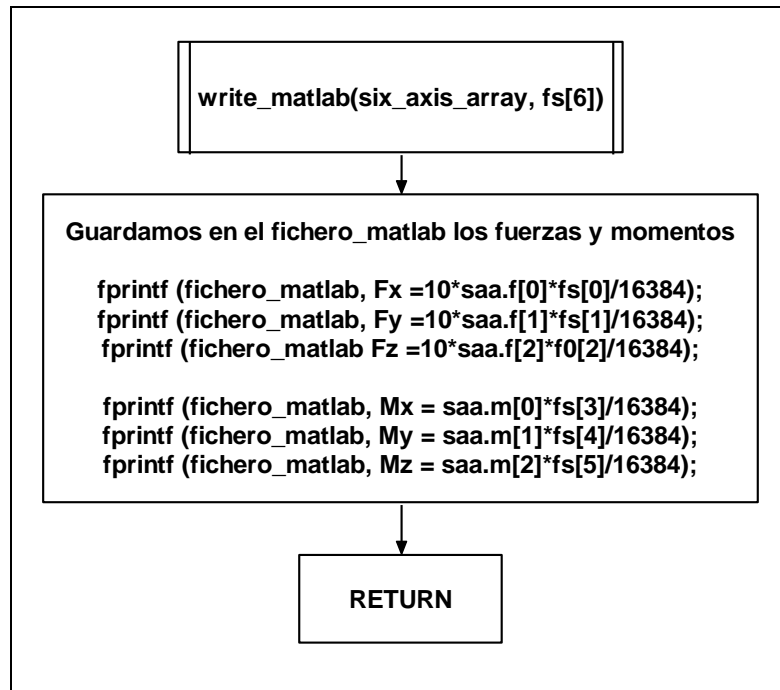 write_matlab(six_axis_array, fs[6])
Guardamos en el fichero_matlab los fuerzas y momentos
fprintf (fichero_matlab, Fx =10*saa.f[0]*fs[0]/16384);
fprintf (fichero_matlab, Fy =10*saa.f[1]*fs[1]/16384);
fprintf (fichero_matlab Fz =10*saa.f[2]*f0[2]/16384);
fprintf (fichero_matlab, Mx = saa.m[0]*fs[3]/16384);
fprintf (fichero_matlab, My = saa.m[1]*fs[4]/16384);
fprintf (fichero_matlab, Mz = saa.m[2]*fs[5]/16384);
RETURN